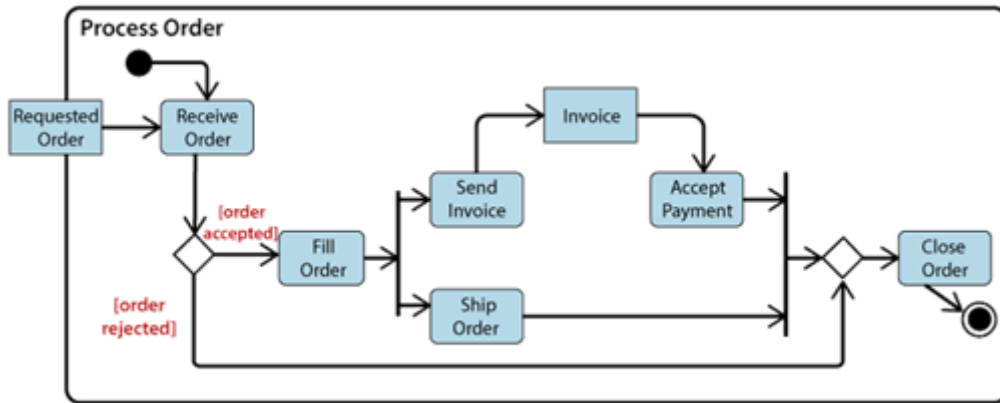 Process Order
Requested
Order
Receive
Order
Invoice
Send
Invoice
Accept
Payment
[order
accepted]
Fill
Order
Close
Order
[order
rejected]
Ship
Order